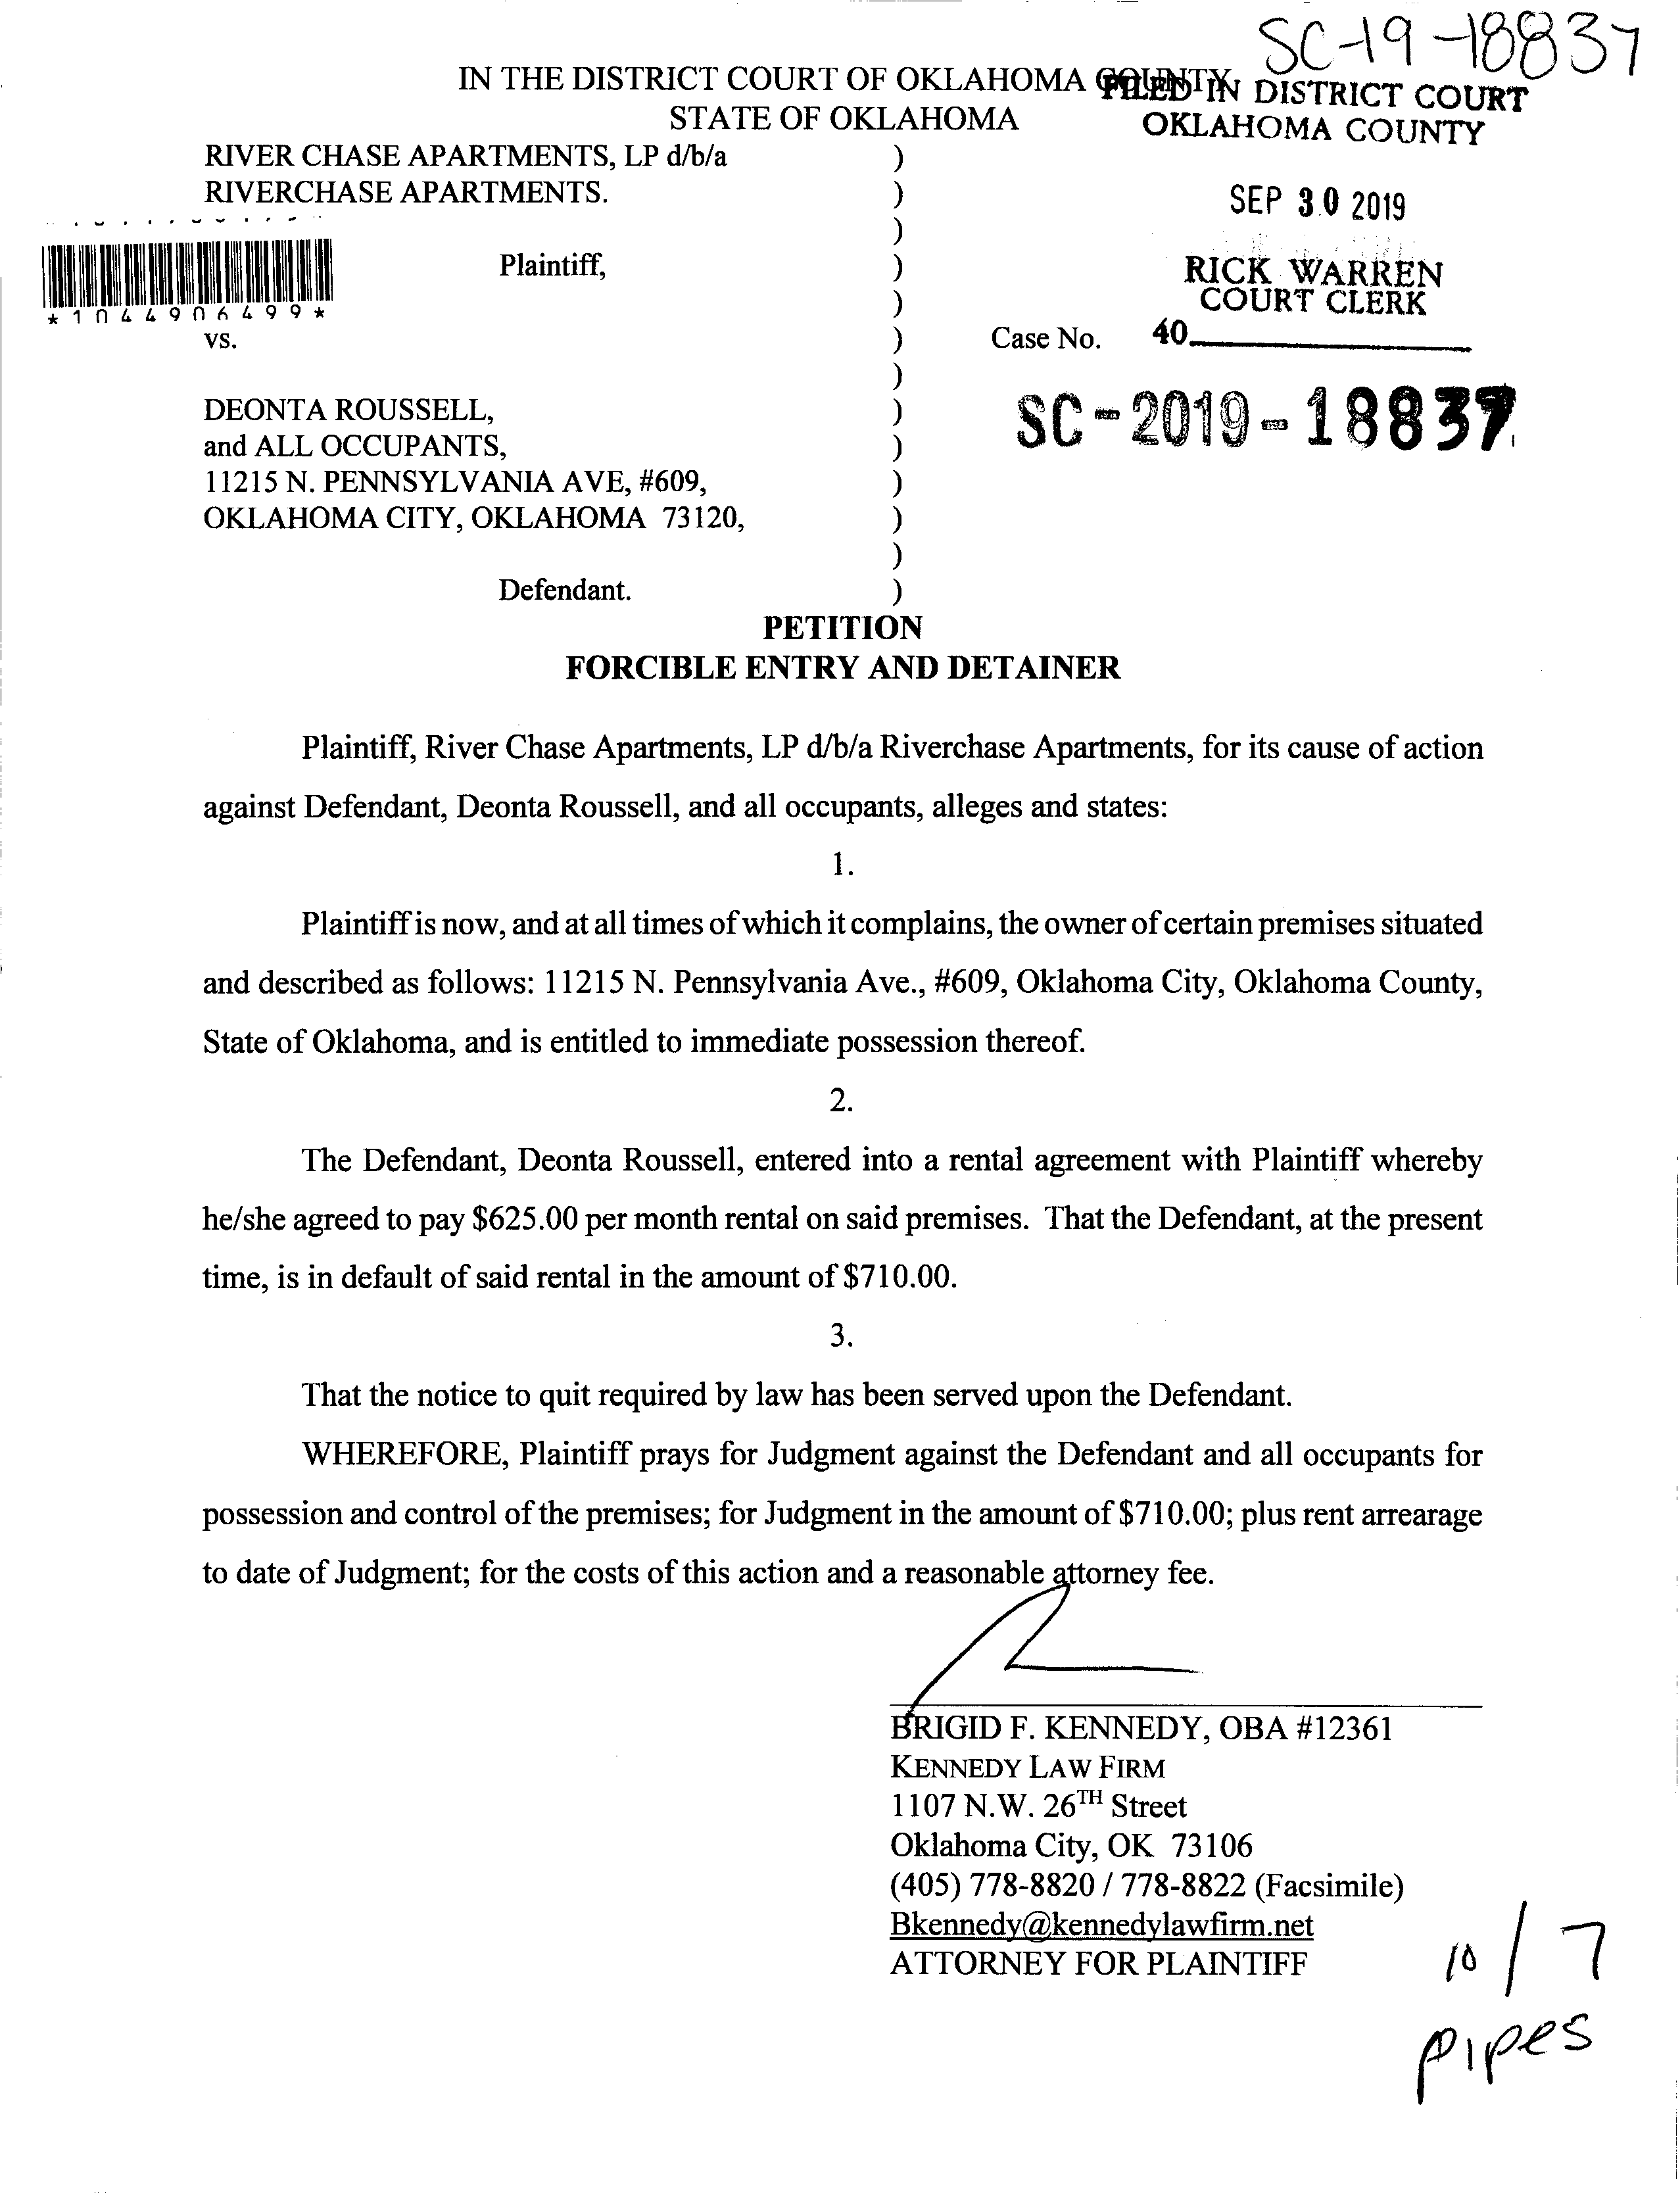 SC-19-18837
IN THE DISTRICT COURT OF OKLAHOMA COUNTY
STATE OF OKLAHOMA
FILED IN DISTRICT COURT
OKLAHOMA COUNTY
RIVER CHASE APARTMENTS, LP d/b/a )
RIVERCHASE APARTMENTS. )
SEP 30 2019
)
Plaintiff, )
RICK WARREN
COURT CLERK
)
*1044906499*
vs. )
Case No. 40
)
DEONTA ROUSSELL, )
SC-2019-18837
and ALL OCCUPANTS, )
11215 N. PENNSYLVANIA AVE, #609, )
OKLAHOMA CITY, OKLAHOMA 73120, )
)
Defendant. )
PETITION
FORCIBLE ENTRY AND DETAINER
Plaintiff, River Chase Apartments, LP d/b/a Riverchase Apartments, for its cause of action
against Defendant, Deonta Roussell, and all occupants, alleges and states:
1.
Plaintiff is now, and at all times of which it complains, the owner of certain premises situated
and described as follows: 11215 N. Pennsylvania Ave., #609, Oklahoma City, Oklahoma County,
State of Oklahoma, and is entitled to immediate possession thereof.
2.
The Defendant, Deonta Roussell, entered into a rental agreement with Plaintiff whereby
he/she agreed to pay $625.00 per month rental on said premises. That the Defendant, at the present
time, is in default of said rental in the amount of $710.00.
3.
That the notice to quit required by law has been served upon the Defendant.
WHEREFORE, Plaintiff prays for Judgment against the Defendant and all occupants for
possession and control of the premises; for Judgment in the amount of $710.00; plus rent arrearage
to date of Judgment; for the costs of this action and a reasonable attorney fee.
BRIGID F. KENNEDY, OBA #12361
KENNEDY LAW FIRM
1107 N.W. 26TH Street
Oklahoma City, OK 73106
(405) 778-8820 / 778-8822 (Facsimile)
Bkennedy@kennedylawfirm.net
ATTORNEY FOR PLAINTIFF
10/7
pipes